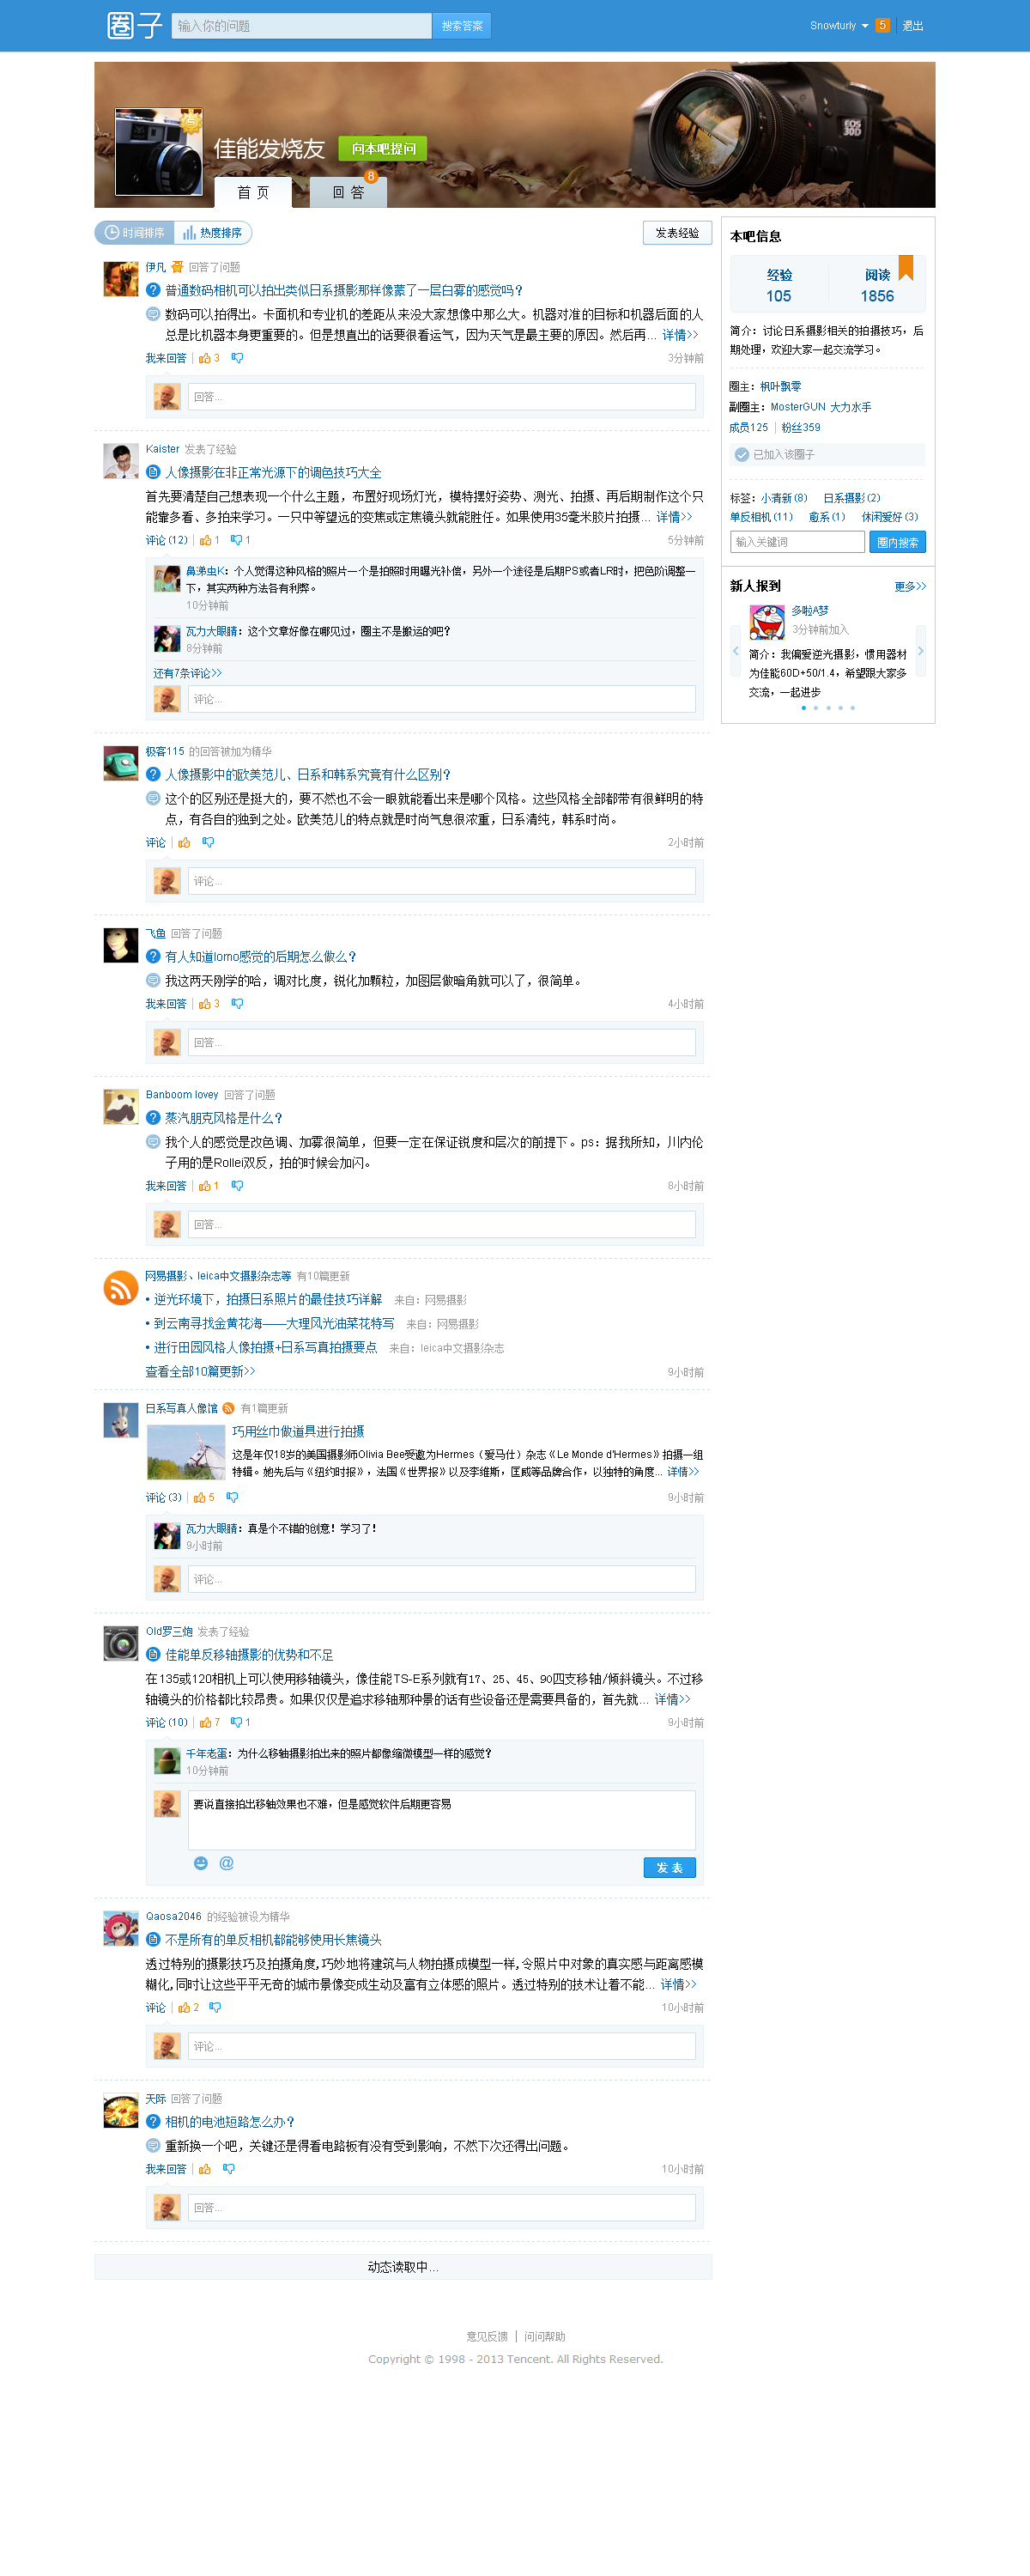 圈子 输入你的问题 搜索答案 Snowturly 5 退出
EOS
30D
佳能发烧友 向本吧提问
首 页 回 答 8
时间排序 热度排序 发表经验
伊凡 回答了问题
普通数码相机可以拍出类似日系摄影那样像蒙了一层白雾的感觉吗?
数码可以拍得出。卡面机和专业机的差距从来没大家想像中那么大。机器对准的目标和机器后面的人
总是比机器本身更重要的。但是想直出的话要很看运气，因为天气是最主要的原因。然后再... 详情>>
我来回答 3 3分钟前
回答...
Kaister 发表了经验
人像摄影在非正常光源下的调色技巧大全
首先要清楚自己想表现一个什么主题，布置好现场灯光，模特摆好姿势、测光、拍摄、再后期制作这个只
能靠多看、多拍来学习。一只中等望远的变焦或定焦镜头就能胜任。如果使用35毫米胶片拍摄... 详情>>
评论(12) 1 1 5分钟前
鼻涕虫K：个人觉得这种风格的照片一个是拍照时用曝光补偿，另外一个途径是后期PS或者LR时，把色阶调整一
下，其实两种方法各有利弊。
10分钟前
瓦力大眼睛：这个文章好像在哪见过，圈主不是搬运的吧?
8分钟前
还有7条评论>>
评论...
极客115 的回答被加为精华
人像摄影中的欧美范儿、日系和韩系究竟有什么区别?
这个的区别还是挺大的，要不然也不会一眼就能看出来是哪个风格。这些风格全部都带有很鲜明的特
点，有各自的独到之处。欧美范儿的特点就是时尚气息很浓重，日系清纯，韩系时尚。
评论 2小时前
评论...
飞鱼 回答了问题
有人知道lomo感觉的后期怎么做么?
我这两天刚学的哈，调对比度，锐化加颗粒，加图层做暗角就可以了，很简单。
我来回答 3 4小时前
回答...
Banboom lovey 回答了问题
蒸汽朋克风格是什么?
我个人的感觉是改色调、加雾很简单，但要一定在保证锐度和层次的前提下。ps：据我所知，川内伦
子用的是Rollei双反，拍的时候会加闪。
我来回答 1 8小时前
回答...
网易摄影、leica中文摄影杂志等 有10篇更新
• 逆光环境下，拍摄日系照片的最佳技巧详解 来自：网易摄影
• 到云南寻找金黄花海——大理风光油菜花特写 来自：网易摄影
• 进行田园风格人像拍摄+日系写真拍摄要点 来自：leica中文摄影杂志
查看全部10篇更新>> 9小时前
日系写真人像馆 有1篇更新
巧用丝巾做道具进行拍摄
这是年仅18岁的美国摄影师Olivia Bee受邀为Hermes（爱马仕）杂志《Le Monde d'Hermes》拍摄一组
特辑。她先后与《纽约时报》，法国《世界报》以及李维斯，匡威等品牌合作，以独特的角度... 详情>>
评论(3) 5 9小时前
瓦力大眼睛：真是个不错的创意！学习了!
9小时前
评论...
Old罗三炮 发表了经验
佳能单反移轴摄影的优势和不足
在135或120相机上可以使用移轴镜头，像佳能TS-E系列就有17、25、45、90四支移轴/倾斜镜头。不过移
轴镜头的价格都比较昂贵。如果仅仅是追求移轴那种景的话有些设备还是需要具备的，首先就... 详情>>
评论(10) 7 1 9小时前
千年老蛋：为什么移轴摄影拍出来的照片都像缩微模型一样的感觉?
10分钟前
要说直接拍出移轴效果也不难，但是感觉软件后期更容易
@ 发 表
Qaosa2046 的经验被设为精华
不是所有的单反相机都能够使用长焦镜头
透过特别的摄影技巧及拍摄角度,巧妙地将建筑与人物拍摄成模型一样,令照片中对象的真实感与距离感模
糊化,同时让这些平平无奇的城市景像变成生动及富有立体感的照片。透过特别的技术让着不能... 详情>>
评论 2 10小时前
评论...
天际 回答了问题
相机的电池短路怎么办?
重新换一个吧，关键还是得看电路板有没有受到影响，不然下次还得出问题。
我来回答 10小时前
回答...
动态读取中...
本吧信息
经验 阅读
105 1856
简介：讨论日系摄影相关的拍摄技巧，后
期处理，欢迎大家一起交流学习。
圈主：枫叶飘零
副圈主：MosterGUN 大力水手
成员125 粉丝359
已加入该圈子
标签：小清新(8) 日系摄影(2)
单反相机(11) 愈系(1) 休闲爱好(3)
输入关键词 圈内搜索
新人报到 更多>>
多啦A梦
3分钟前加入
简介：我偏爱逆光摄影，惯用器材
为佳能60D+50/1.4，希望跟大家多
交流，一起进步
意见反馈 | 问问帮助
Copyright © 1998 - 2013 Tencent. All Rights Reserved.